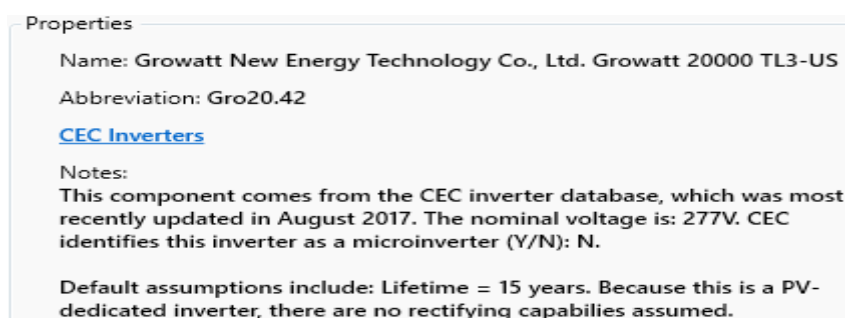 Properties
Name: Growatt New Energy Technology Co., Ltd. Growatt 20000 TL3-US
Abbreviation: Gro20.42
CEC Inverters
Notes:
This component comes from the CEC inverter database, which was most
recently updated in August 2017. The nominal voltage is: 277V. CEC
identifies this inverter as a microinverter (Y/N): N.
Default assumptions include: Lifetime = 15 years. Because this is a PV-
dedicated inverter, there are no rectifying capabilies assumed.